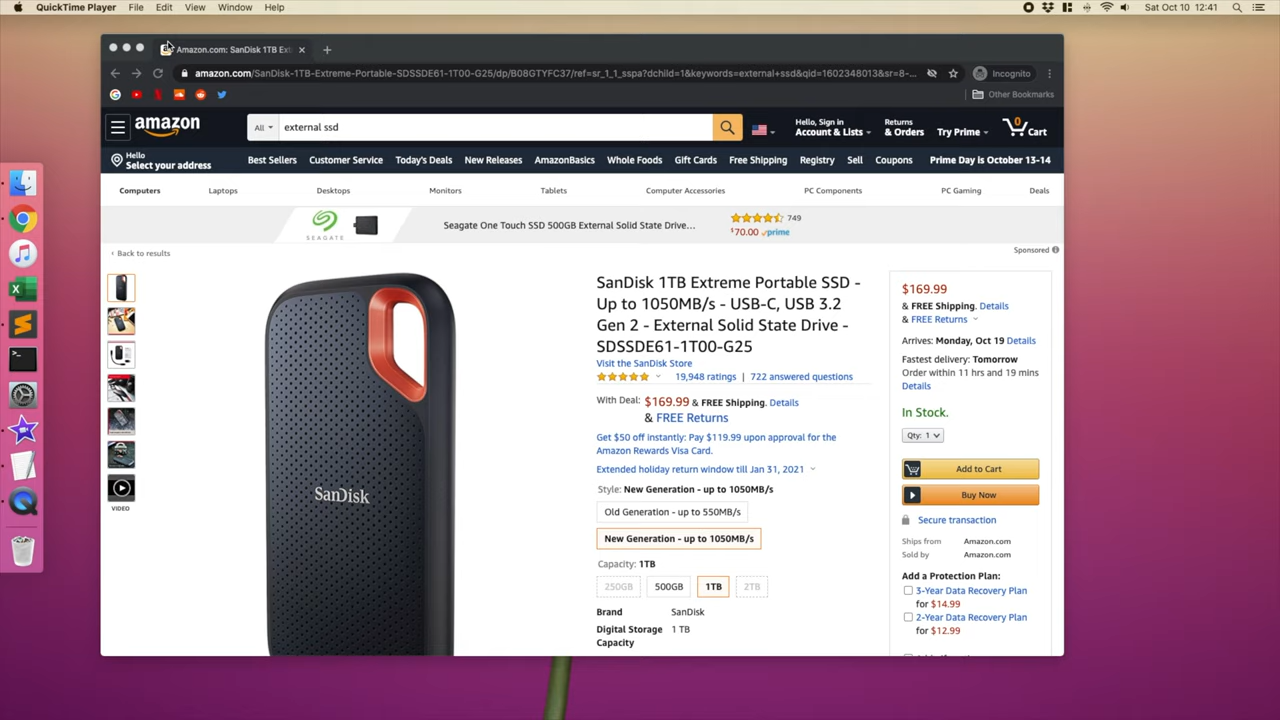 QuickTime Player File Edit View Window Help
Sat Oct 10 12:41
Amazon.com: SanDisk 1TB Ext
amazon.com/SanDisk-1TB-Extreme-Portable-SDSSDE61-1T00-G25/dp/B08GTYFC37/ref=sr_1_1_sspa?dchild=1&keywords=external+ssd&qid=1602348013&sr=8-...
Incognito
Other Bookmarks
amazon
All
external ssd
Hello, Sign in
Account & Lists
Returns
& Orders
Try Prime
0
Cart
Hello
Select your address
Best Sellers Customer Service Today's Deals New Releases AmazonBasics Whole Foods Gift Cards Free Shipping Registry Sell Coupons
Prime Day is October 13-14
Computers Laptops Desktops Monitors Tablets Computer Accessories PC Components PC Gaming Deals
SEAGATE
Seagate One Touch SSD 500GB External Solid State Drive...
749
$70.00 prime
Sponsored
‹ Back to results
VIDEO
SanDisk
SanDisk 1TB Extreme Portable SSD -
Up to 1050MB/s - USB-C, USB 3.2
Gen 2 - External Solid State Drive -
SDSSDE61-1T00-G25
Visit the SanDisk Store
19,948 ratings | 722 answered questions
With Deal: $169.99 & FREE Shipping. Details
& FREE Returns
Get $50 off instantly: Pay $119.99 upon approval for the
Amazon Rewards Visa Card.
Extended holiday return window till Jan 31, 2021
Style: New Generation - up to 1050MB/s
Old Generation - up to 550MB/s
New Generation - up to 1050MB/s
Capacity: 1TB
250GB 500GB 1TB 2TB
Brand SanDisk
Digital Storage 1 TB
Capacity
$169.99
& FREE Shipping. Details
& FREE Returns
Arrives: Monday, Oct 19 Details
Fastest delivery: Tomorrow
Order within 11 hrs and 19 mins
Details
In Stock.
Qty: 1
Add to Cart
Buy Now
Secure transaction
Ships from Amazon.com
Sold by Amazon.com
Add a Protection Plan:
3-Year Data Recovery Plan
for $14.99
2-Year Data Recovery Plan
for $12.99